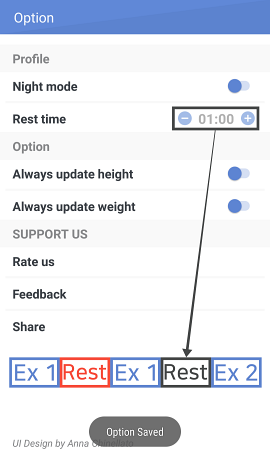 Option
Profile
Night mode
Rest time 01:00
Option
Always update height
Always update weight
SUPPORT US
Rate us
Feedback
Share
Ex 1 Rest Ex 1 Rest Ex 2
Option Saved
UI Design by Anna